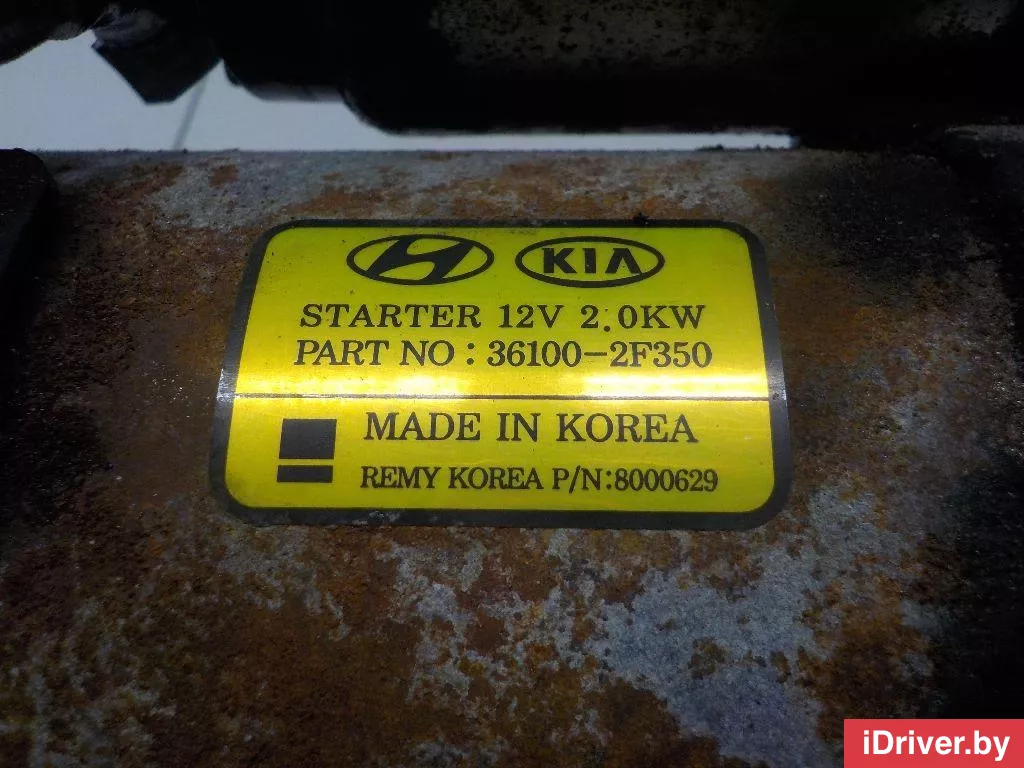 KIA
STARTER 12V 2.0KW
PART NO : 36100-2F350
MADE IN KOREA
REMY KOREA P/N:8000629
iDriver.by